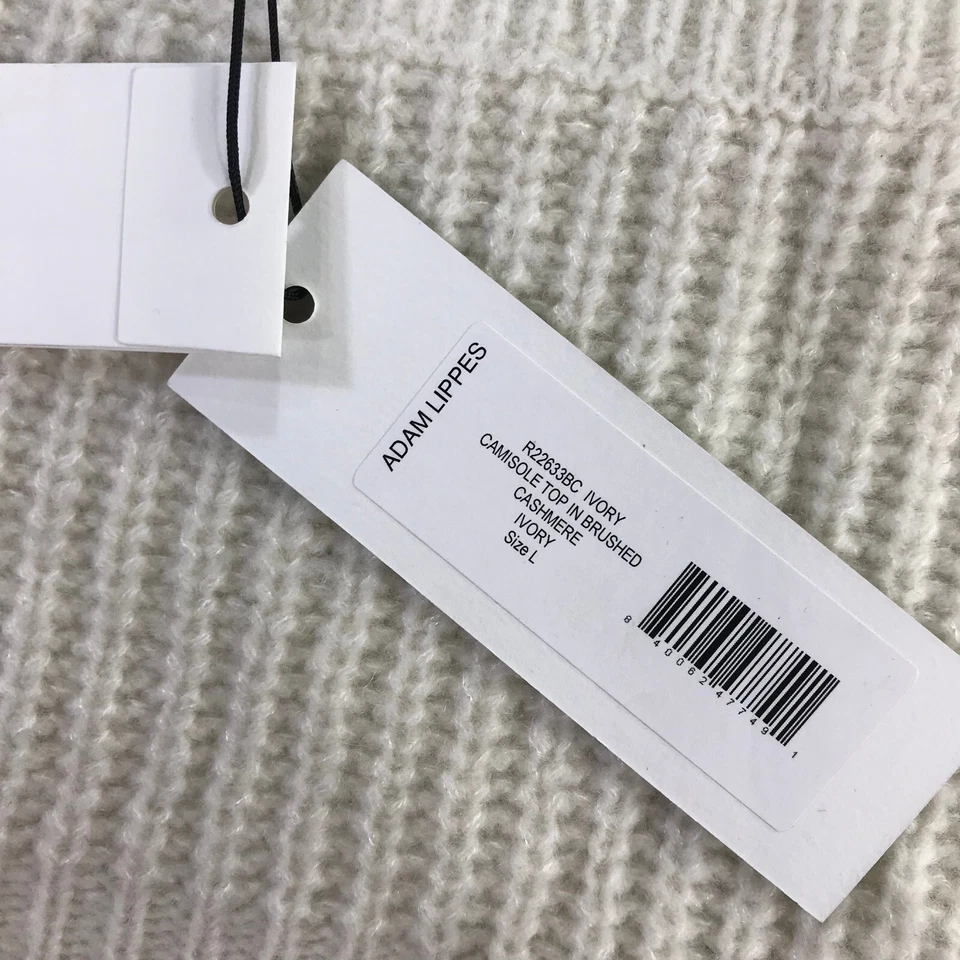 ADAM LIPPES
R22633BC IVORY
CAMISOLE TOP IN BRUSHED
CASHMERE
IVORY
Size L
8 40062 47749 1